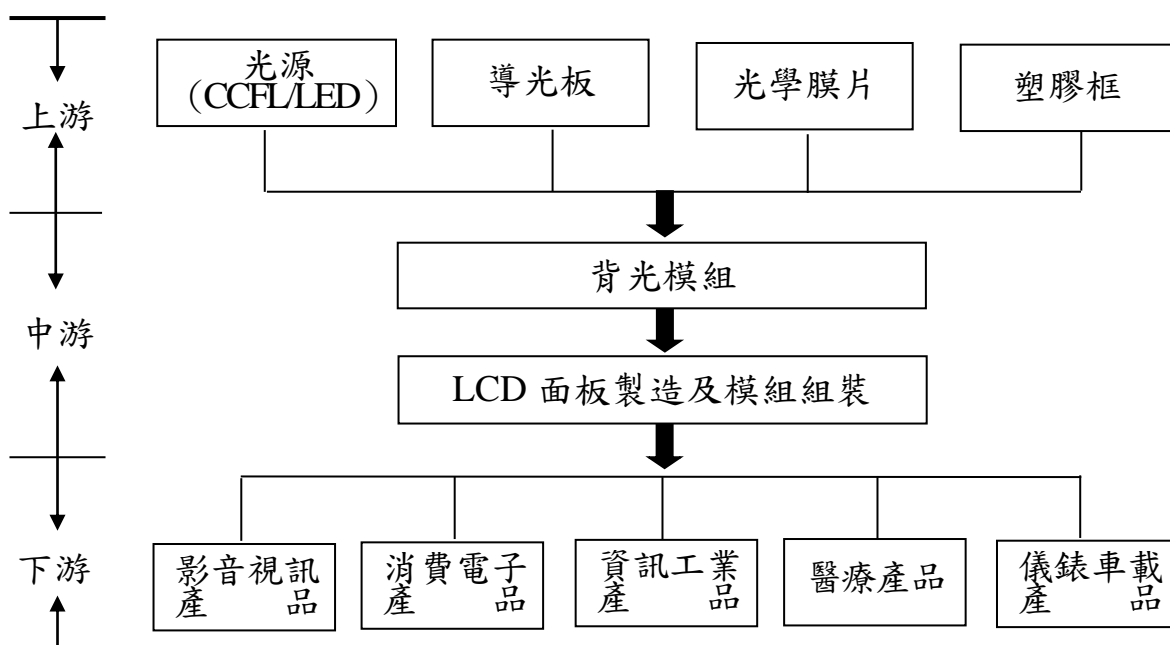 光源
（CCFL/LED）
導光板
光學膜片
塑膠框
上游
背光模組
中游
LCD 面板製造及模組組裝
下游
影音視訊
產品
消費電子
產品
資訊工業
產品
醫療產品
儀錶車載
產品